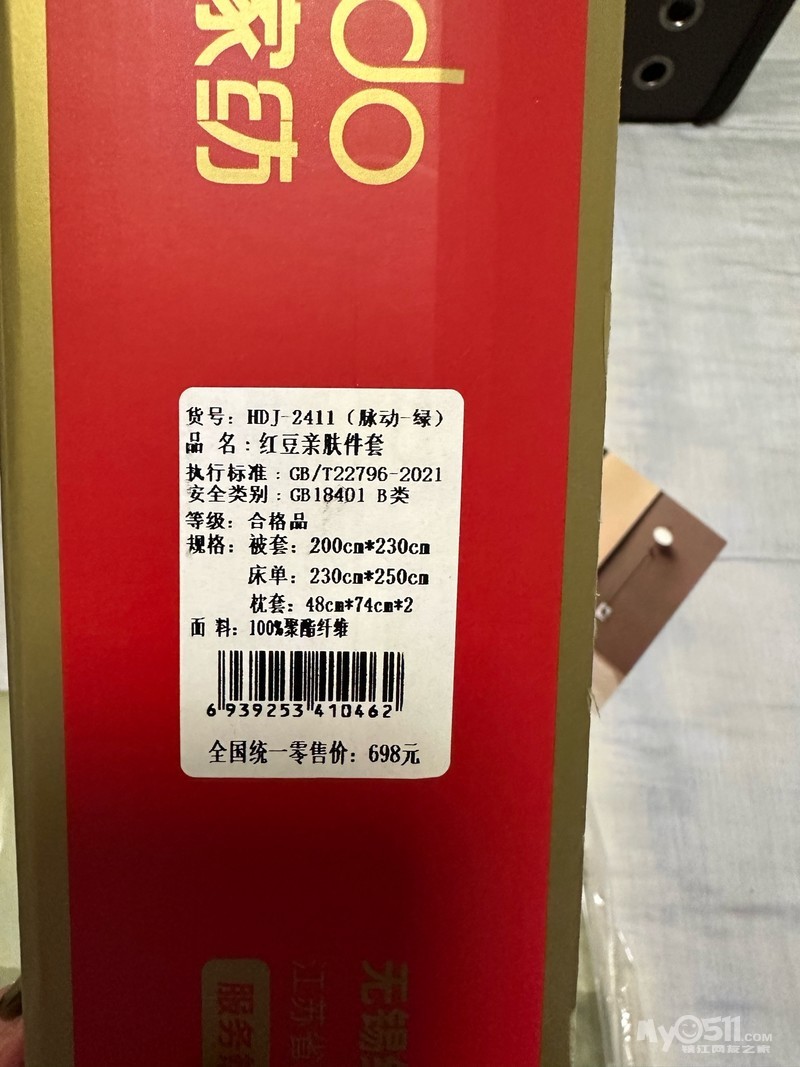 do
家纺
货号：HDJ-2411（脉动-绿）
品 名：红豆亲肤件套
执行标准：GB/T22796-2021
安全类别：GB18401 B类
等级：合格品
规格：被套：200cm*230cm
床单：230cm*250cm
枕套：48cm*74cm*2
面 料：100%聚酯纤维
6 939253 410462
全国统一零售价：698元
无锡
江苏省
服务
My0511.COM
镇江网友之家